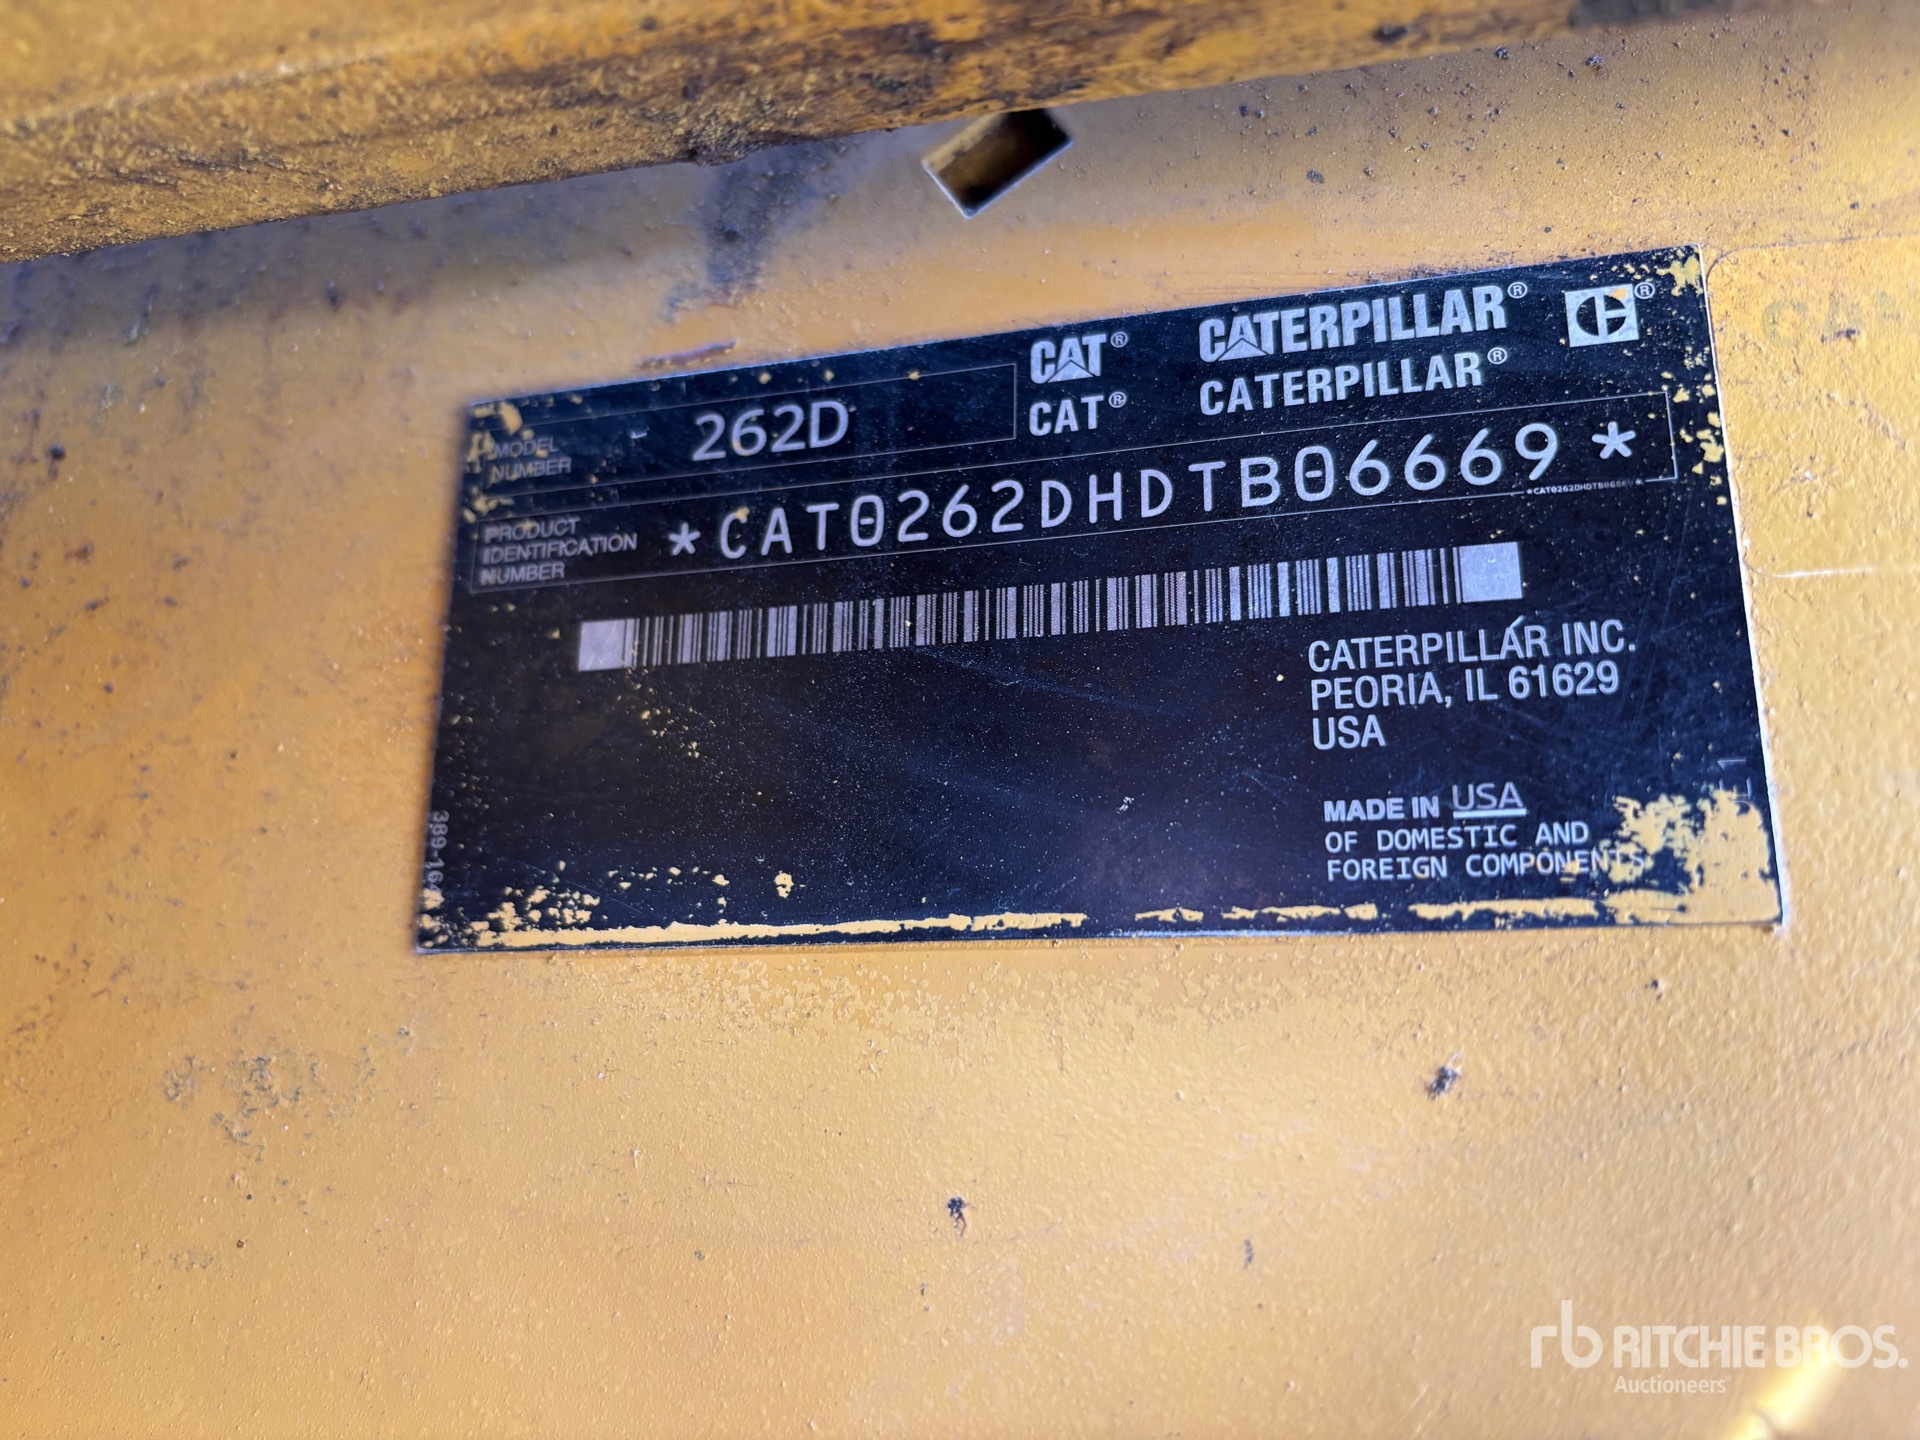 CAT® CATERPILLAR®
CAT® CATERPILLAR®
MODEL NUMBER 262D
PRODUCT IDENTIFICATION NUMBER *CAT0262DHDTB06669*
CATERPILLAR INC.
PEORIA, IL 61629
USA
MADE IN USA
OF DOMESTIC AND
FOREIGN COMPONENTS
rb RITCHIE BROS.
Auctioneers